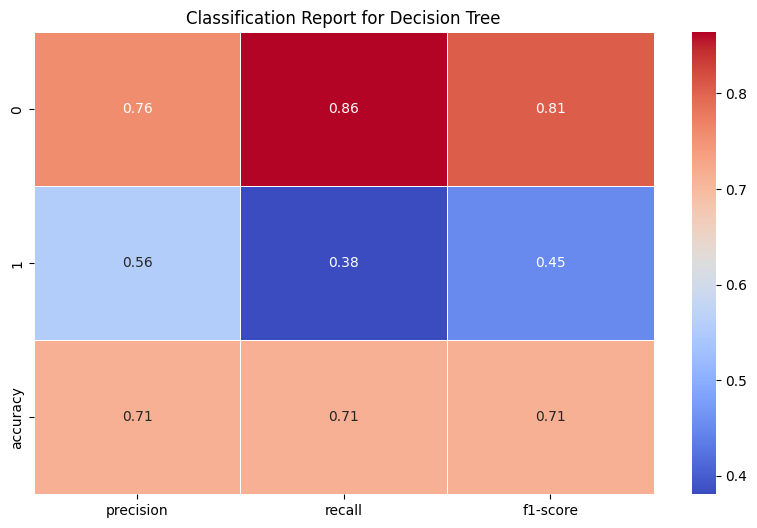 Classification Report for Decision Tree
0 0.76 0.86 0.81
1 0.56 0.38 0.45
accuracy 0.71 0.71 0.71
precision recall f1-score
0.8
0.7
0.6
0.5
0.4